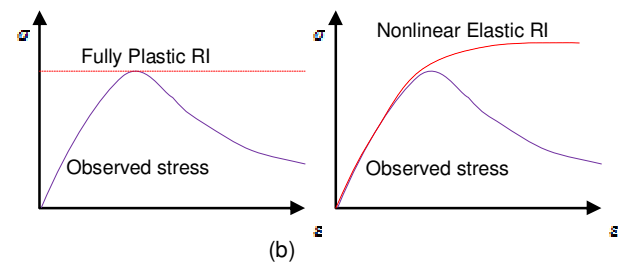 σ
Fully Plastic RI
Observed stress
ε
σ
Nonlinear Elastic RI
Observed stress
ε
(b)